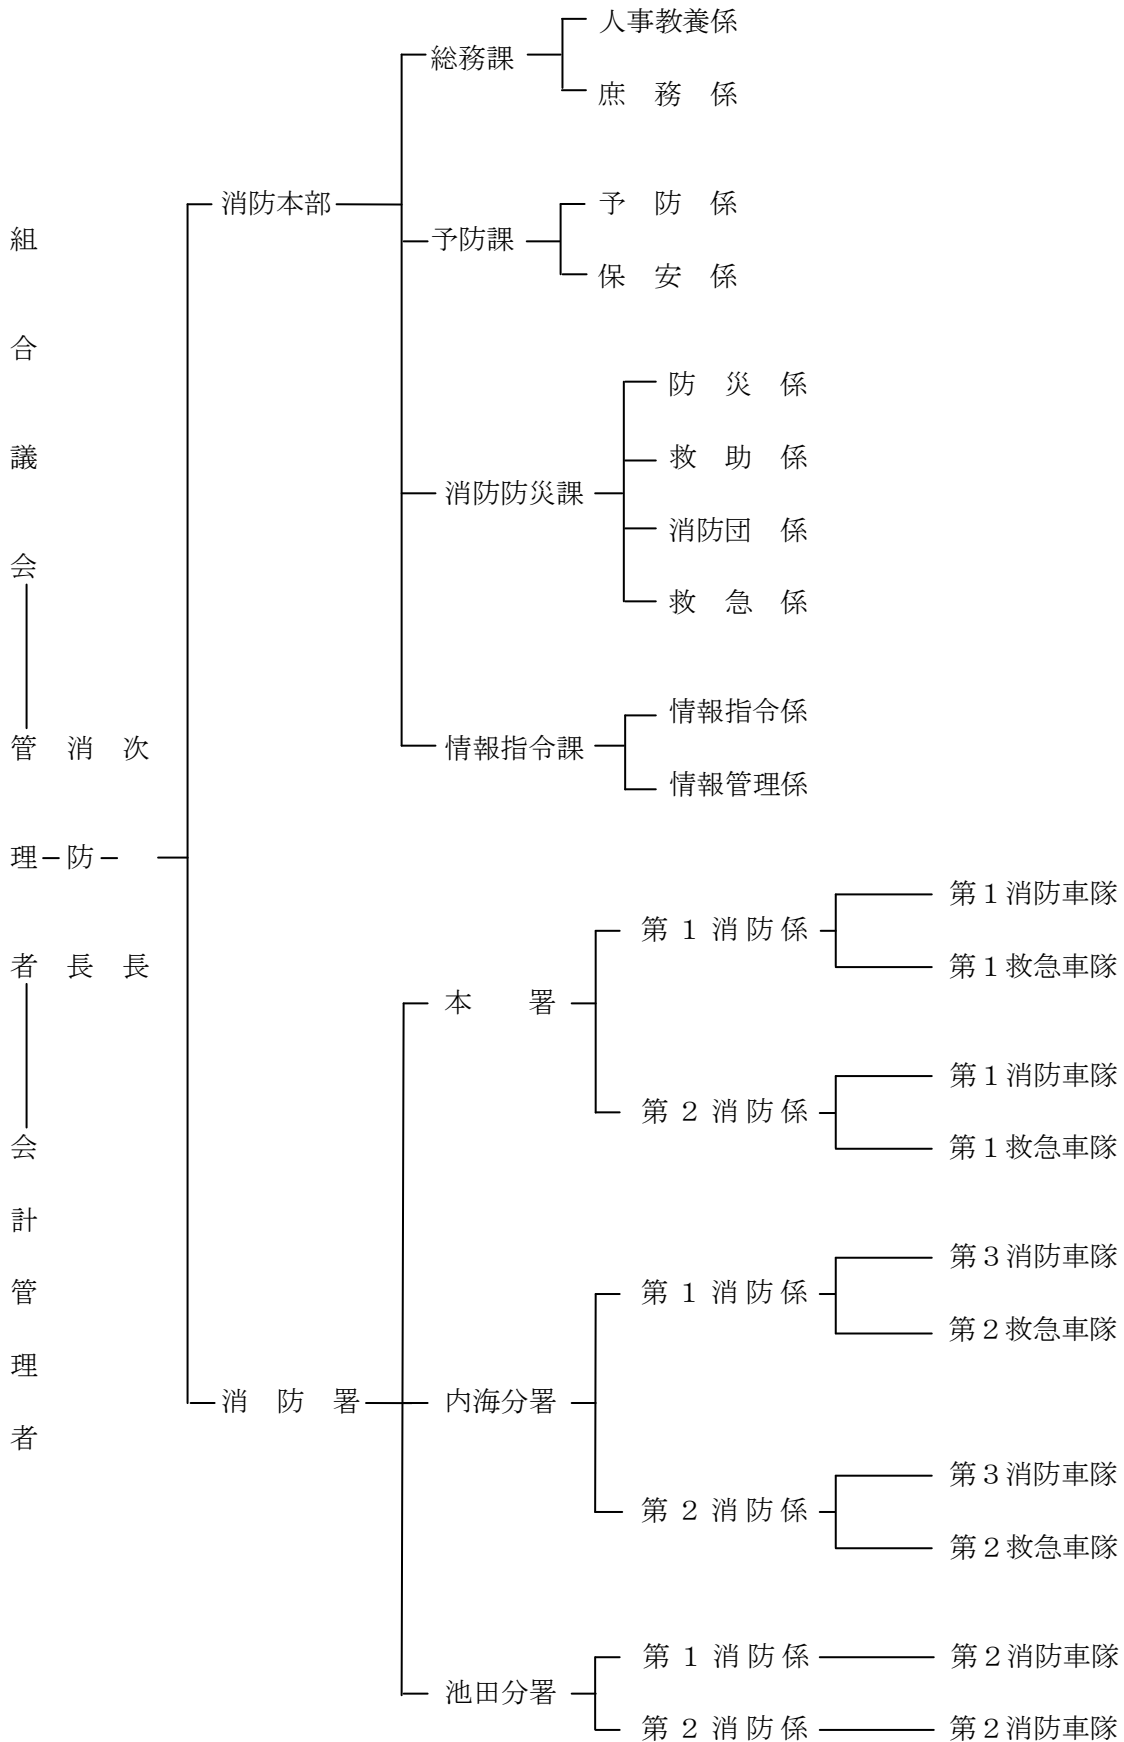 組合議会
管理者
会計管理者
消防長
次長
消防本部
総務課
人事教養係
庶務係
予防課
予防係
保安係
消防防災課
防災係
救助係
消防団係
救急係
情報指令課
情報指令係
情報管理係
消防署
本署
第1消防係
第1消防車隊
第1救急車隊
第2消防係
第1消防車隊
第1救急車隊
内海分署
第1消防係
第3消防車隊
第2救急車隊
第2消防係
第3消防車隊
第2救急車隊
池田分署
第1消防係
第2消防車隊
第2消防係
第2消防車隊